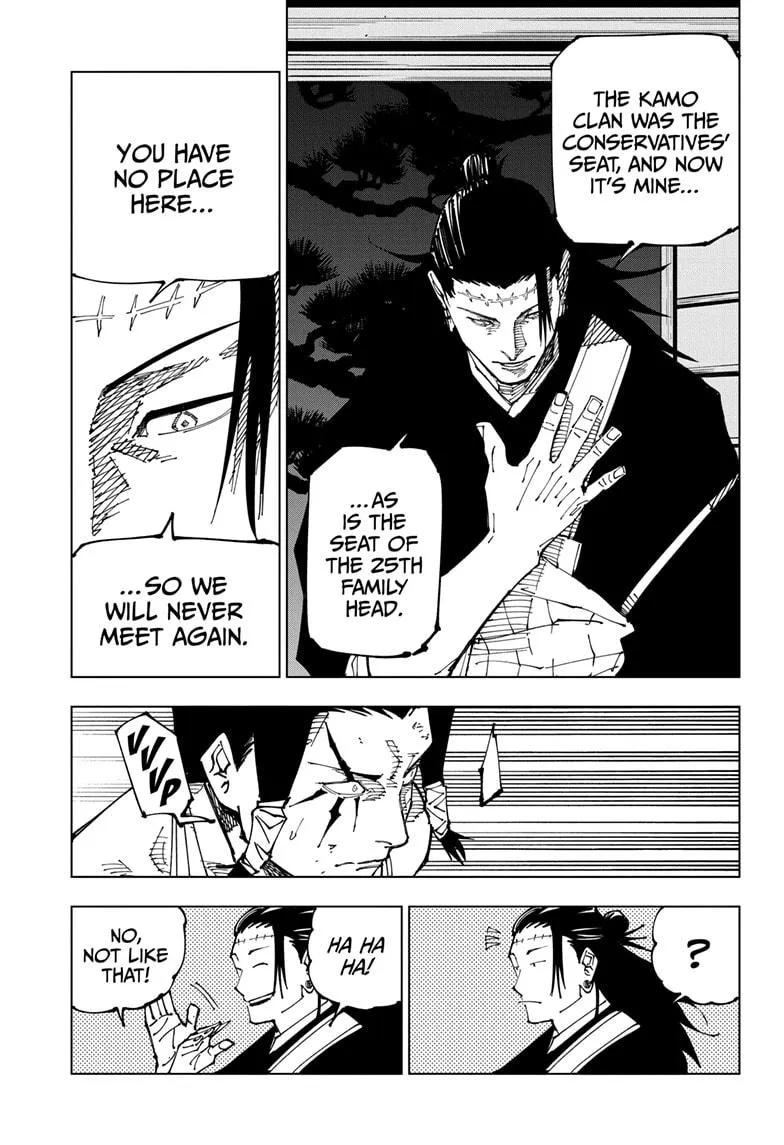 THE KAMO
CLAN WAS THE
CONSERVATIVES'
SEAT, AND NOW
IT'S MINE...
...AS
IS THE
SEAT OF
THE 25TH
FAMILY
HEAD.
YOU HAVE
NO PLACE
HERE...
...SO WE
WILL NEVER
MEET AGAIN.
?
HA HA
HA!
NO,
NOT LIKE
THAT!